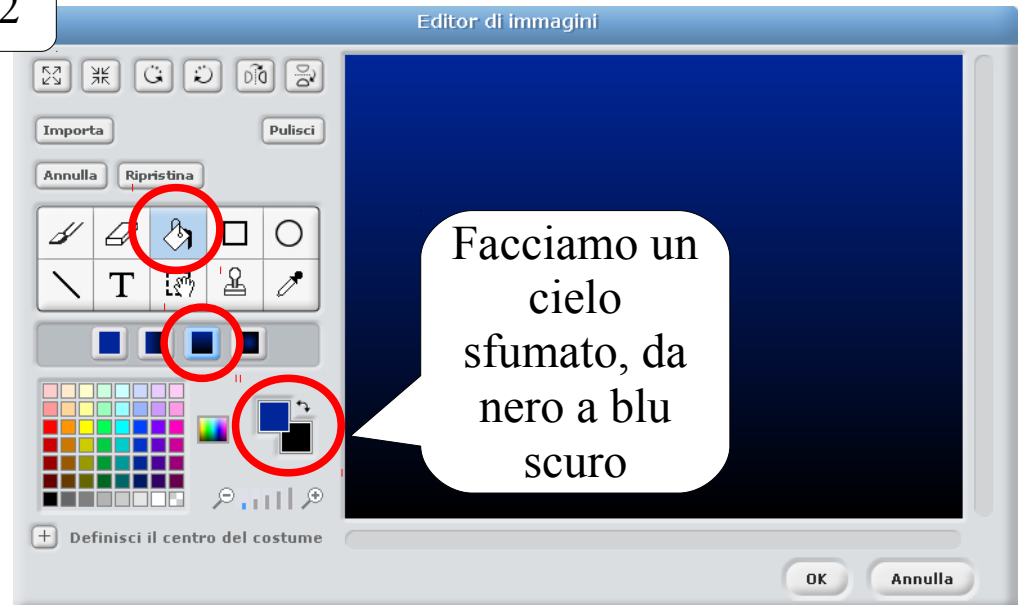 2
Editor di immagini
Importa
Pulisci
Annulla
Ripristina
T
Facciamo un
cielo
sfumato, da
nero a blu
scuro
Definisci il centro del costume
OK
Annulla